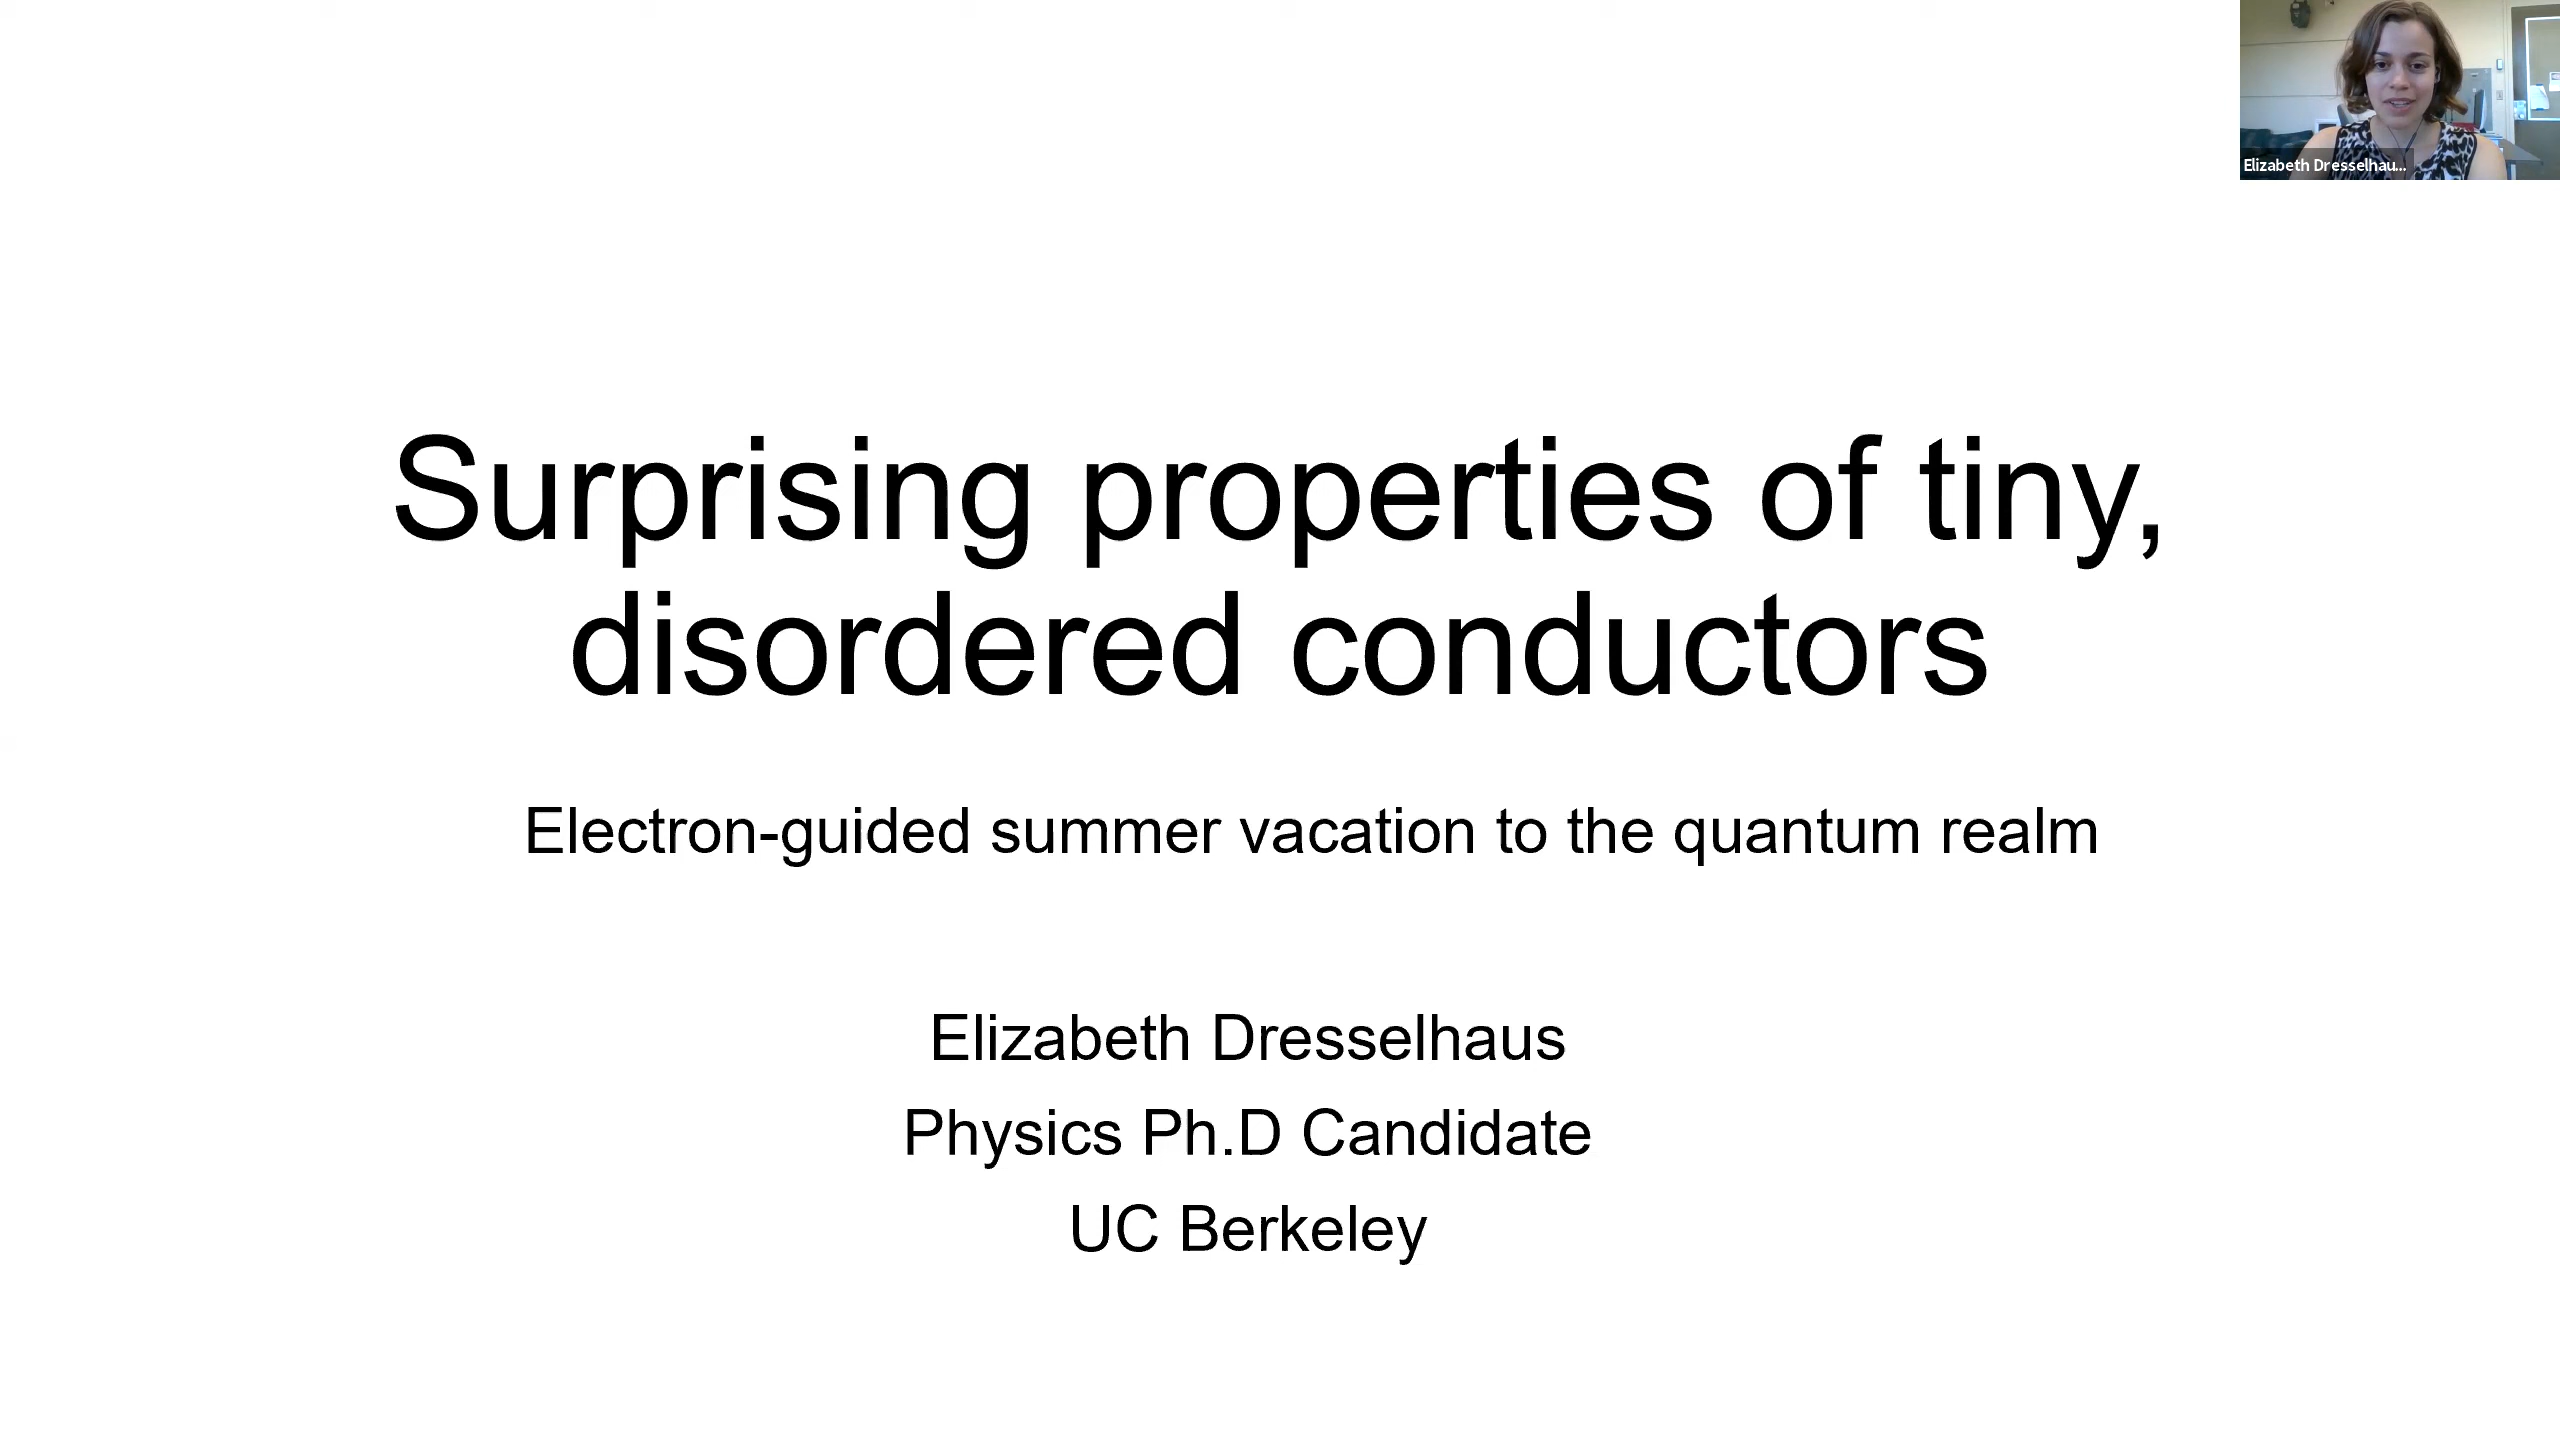 Elizabeth Dresselhau...
Surprising properties of tiny,
disordered conductors
Electron-guided summer vacation to the quantum realm
Elizabeth Dresselhaus
Physics Ph.D Candidate
UC Berkeley